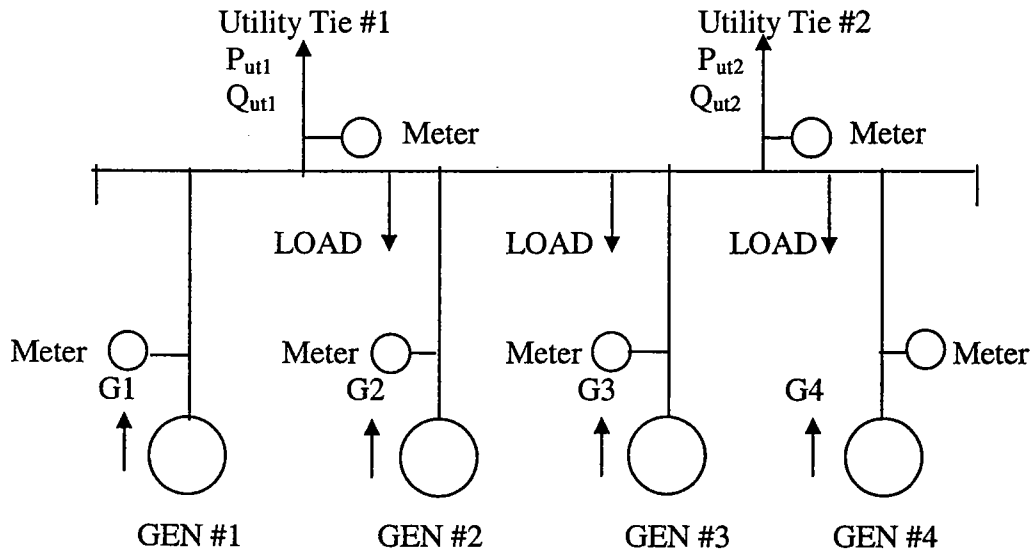 Utility Tie #1
Utility Tie #2
Put1
Put2
Qut1
Qut2
Meter
Meter
LOAD
LOAD
LOAD
Meter
Meter
Meter
Meter
G1
G2
G3
G4
GEN #1
GEN #2
GEN #3
GEN #4